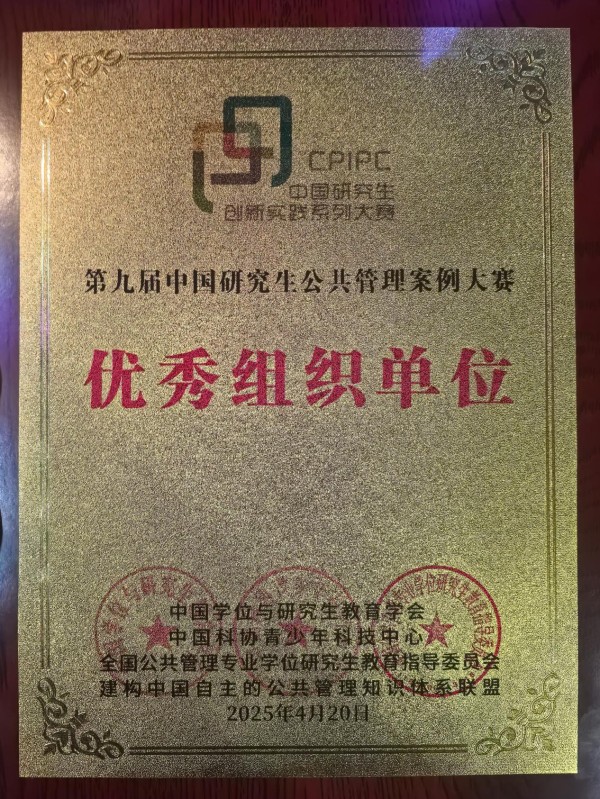 CPIPC
中国研究生
创新实践系列大赛
第九届中国研究生公共管理案例大赛
优秀组织单位
中国学位与研究生教育学会
中国科协青少年科技中心
全国公共管理专业学位研究生教育指导委员会
建构中国自主的公共管理知识体系联盟
2025年4月20日